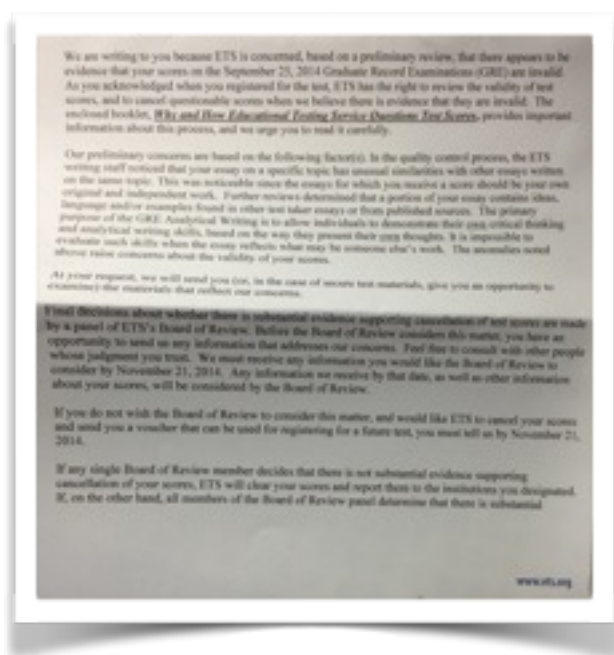 We are writing to you because ETS is concerned, based on a preliminary review, that there appears to be
evidence that your scores on the September 25, 2014 Graduate Record Examinations (GRE) are invalid.
As you acknowledged when you registered for the test, ETS has the right to review the validity of test
scores, and to cancel questionable scores when we believe there is evidence that they are invalid. The
enclosed booklet, Why and How Educational Testing Service Questions Test Scores, provides important
information about this process, and we urge you to read it carefully.
Our preliminary concerns are based on the following factor(s). In the quality control process, the ETS
writing staff noticed that your essay on a specific topic has unusual similarities with other essays written
on the same topic. This was noticeable since the essays for which you receive a score should be your own
original and independent work. Further reviews determined that a portion of your essay contains ideas,
language and/or examples found in other test taker essays or from published sources. The primary
purpose of the GRE Analytical Writing is to allow individuals to demonstrate their own critical thinking
and analytical writing skills, based on the way they present their own thoughts. It is impossible to
evaluate such skills when the essay reflects what may be someone else's work. The anomalies noted
above raise concerns about the validity of your scores.
At your request, we will send you (or, in the case of secure test materials, give you an opportunity to
examine) the materials that reflect our concerns.
Final decisions about whether there is substantial evidence supporting cancellation of test scores are made
by a panel of ETS's Board of Review. Before the Board of Review considers this matter, you have an
opportunity to send us any information that addresses our concerns. Feel free to consult with other people
whose judgment you trust. We must receive any information you would like the Board of Review to
consider by November 21, 2014. Any information we receive by that date, as well as other information
about your scores, will be considered by the Board of Review.
If you do not wish the Board of Review to consider this matter, and would like ETS to cancel your scores
and send you a voucher that can be used for registering for a future test, you must tell us by November 21,
2014.
If any single Board of Review member decides that there is not substantial evidence supporting
cancellation of your scores, ETS will clear your scores and report them to the institutions you designated.
If, on the other hand, all members of the Board of Review panel determine that there is substantial
www.ets.org